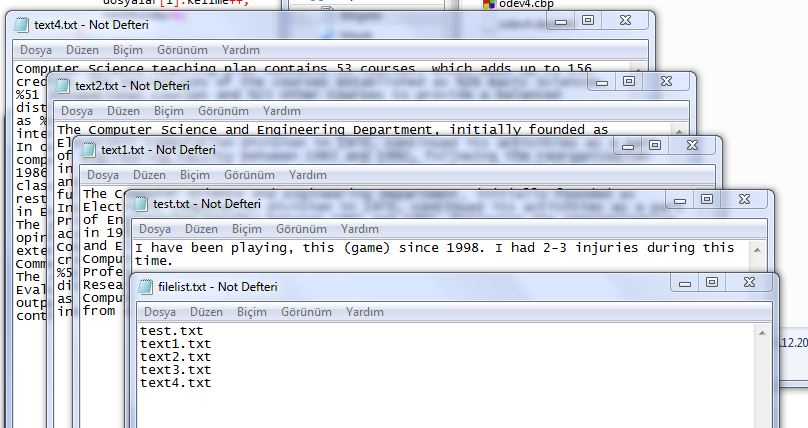 dosyalar[i].kelime++;
odev4.cbp
text4.txt - Not Defteri
Dosya Düzen Biçim Görünüm Yardım
Computer Science teaching plan contains 53 courses, which adds up to 156
cred
%51
dist
as %
inte
In c
comp
1986
clas
rest
in E
The
opin
exte
Comm
The
Eval
outp
cont
text2.txt - Not Defteri
Dosya Düzen Biçim Görünüm Yardım
The Computer Science and Engineering Department, initially founded as
El
of
in
an
fu
In
Pr
ac
Co
Co
%5
di
as
in
text1.txt - Not Defteri
Dosya Düzen Biçim Görünüm Yardım
The C
Elect
of En
in 19
and E
Compu
Profe
Resea
Compu
from
test.txt - Not Defteri
Dosya Düzen Biçim Görünüm Yardım
I have been playing, this (game) since 1998. I had 2-3 injuries during this
time.
filelist.txt - Not Defteri
Dosya Düzen Biçim Görünüm Yardım
test.txt
text1.txt
text2.txt
text3.txt
text4.txt
.12.20